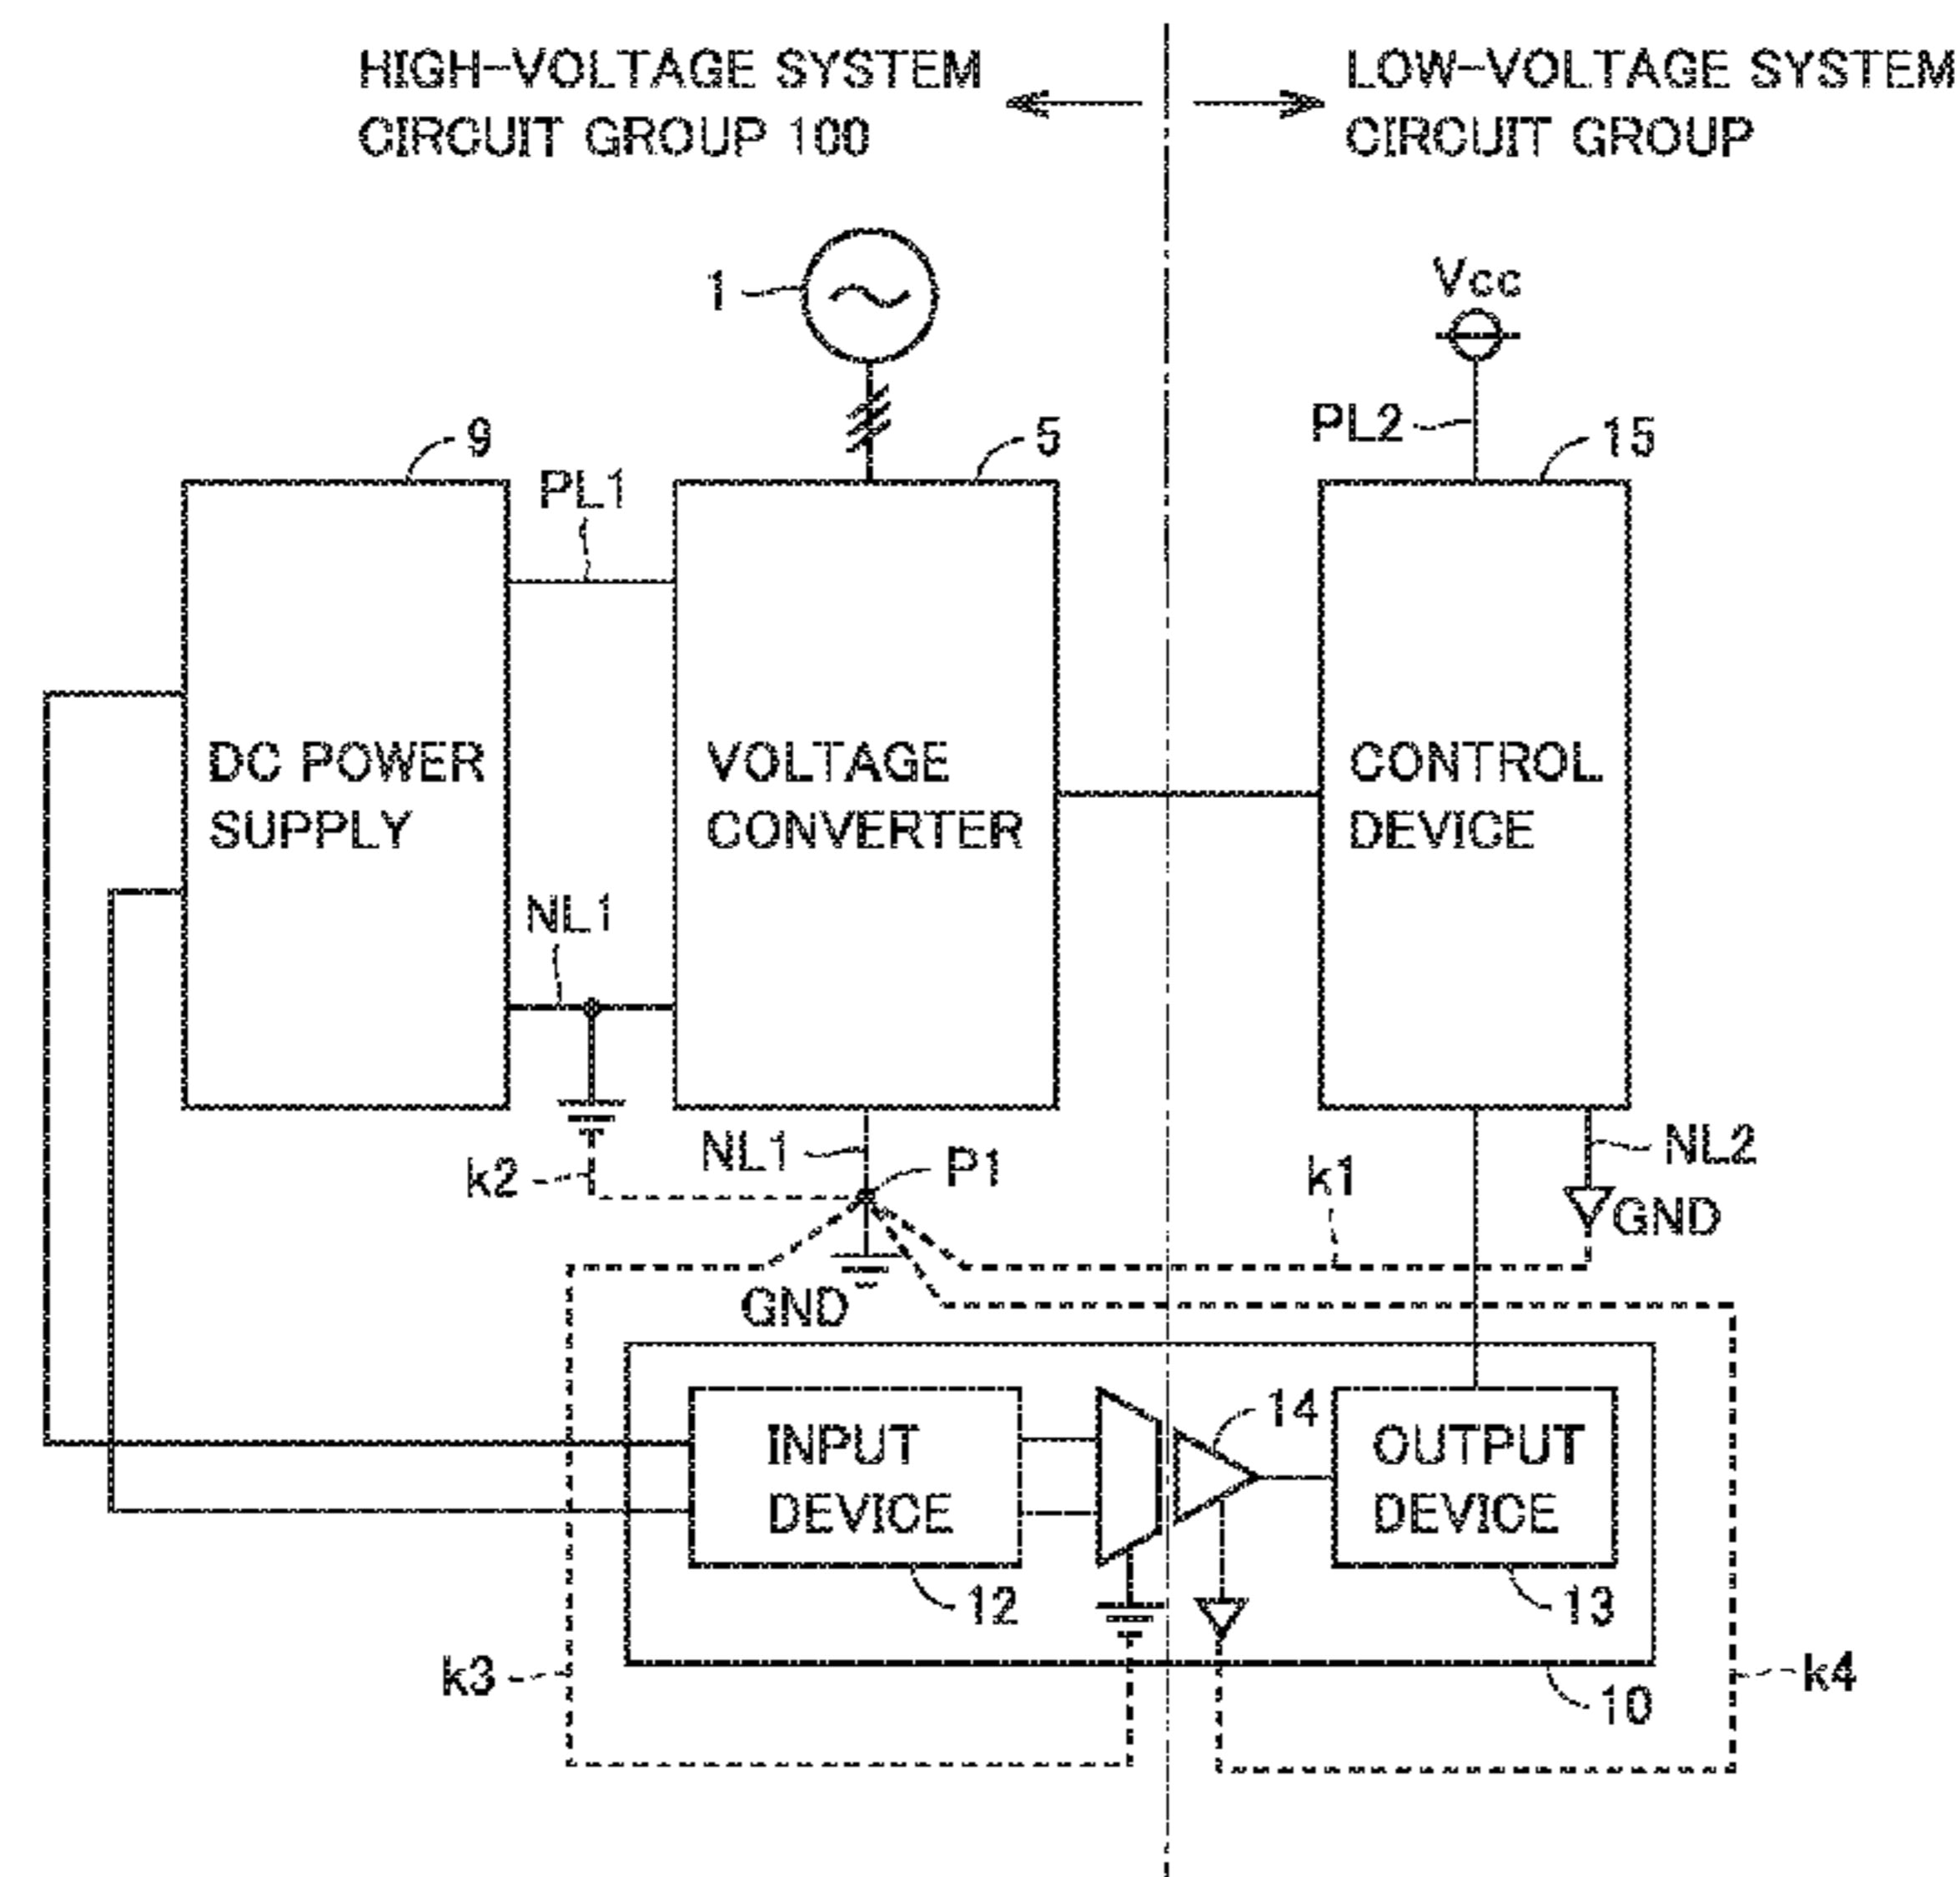 HIGH-VOLTAGE SYSTEM
CIRCUIT GROUP 100
LOW-VOLTAGE SYSTEM
CIRCUIT GROUP
1
Vcc
9
PL1
5
PL2
15
DC POWER
SUPPLY
VOLTAGE
CONVERTER
CONTROL
DEVICE
NL1
k2
NL1
P1
k1
NL2
GND
GND
INPUT
DEVICE
14
OUTPUT
DEVICE
12
13
k3
10
k4